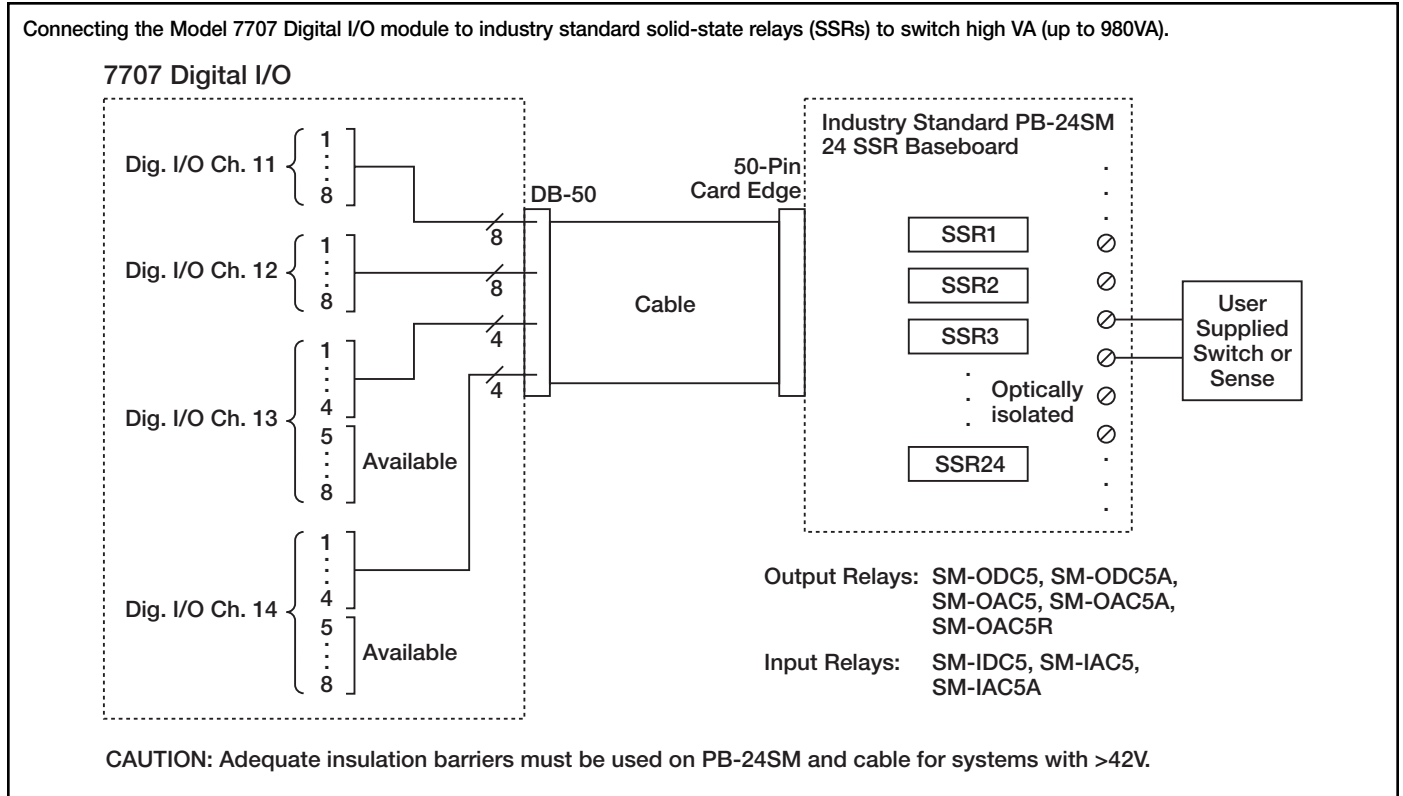 Connecting the Model 7707 Digital I/O module to industry standard solid-state relays (SSRs) to switch high VA (up to 980VA).
7707 Digital I/O
Dig. I/O Ch. 11
1
8
8
Dig. I/O Ch. 12
1
8
8
Dig. I/O Ch. 13
1
4
5
8
Available
4
Dig. I/O Ch. 14
1
4
5
8
Available
4
DB-50
Cable
50-Pin
Card Edge
Industry Standard PB-24SM
24 SSR Baseboard
SSR1
SSR2
SSR3
Optically
isolated
SSR24
User
Supplied
Switch or
Sense
Output Relays: SM-ODC5, SM-ODC5A,
SM-OAC5, SM-OAC5A,
SM-OAC5R
Input Relays: SM-IDC5, SM-IAC5,
SM-IAC5A
CAUTION: Adequate insulation barriers must be used on PB-24SM and cable for systems with >42V.